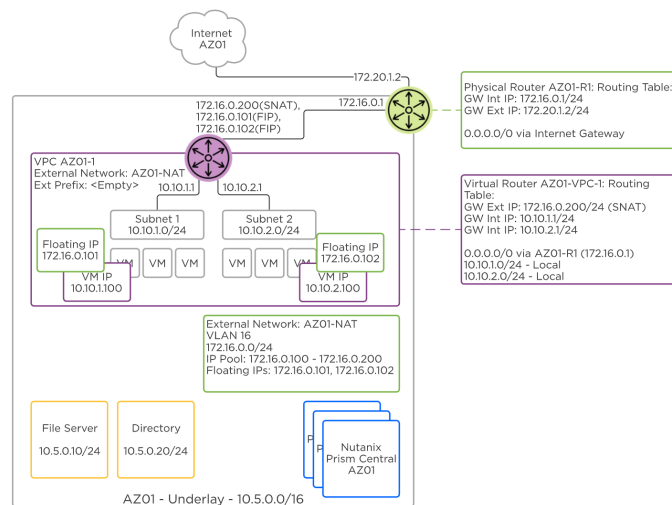 Internet
AZ01
172.20.1.2
172.16.0.200(SNAT),
172.16.0.101(FIP),
172.16.0.102(FIP)
172.16.0.1
Physical Router AZ01-R1: Routing Table:
GW Int IP: 172.16.0.1/24
GW Ext IP: 172.20.1.2/24
0.0.0.0/0 via Internet Gateway
VPC AZ01-1
External Network: AZ01-NAT
Ext Prefix: <Empty>
10.10.1.1
10.10.2.1
Virtual Router AZ01-VPC-1: Routing
Table:
GW Ext IP: 172.16.0.200/24 (SNAT)
GW Int IP: 10.10.1.1/24
GW Int IP: 10.10.2.1/24
0.0.0.0/0 via AZ01-R1 (172.16.0.1)
10.10.1.0/24 - Local
10.10.2.0/24 - Local
Subnet 1
10.10.1.0/24
Subnet 2
10.10.2.0/24
Floating IP
172.16.0.101
VM
VM
VM
VM IP
10.10.1.100
VM
VM
VM
Floating IP
172.16.0.102
VM IP
10.10.2.100
External Network: AZ01-NAT
VLAN 16
172.16.0.0/24
IP Pool: 172.16.0.100 - 172.16.0.200
Floating IPs: 172.16.0.101, 172.16.0.102
File Server
10.5.0.10/24
Directory
10.5.0.20/24
P
P
Nutanix
Prism Central
AZ01
AZ01 - Underlay - 10.5.0.0/16